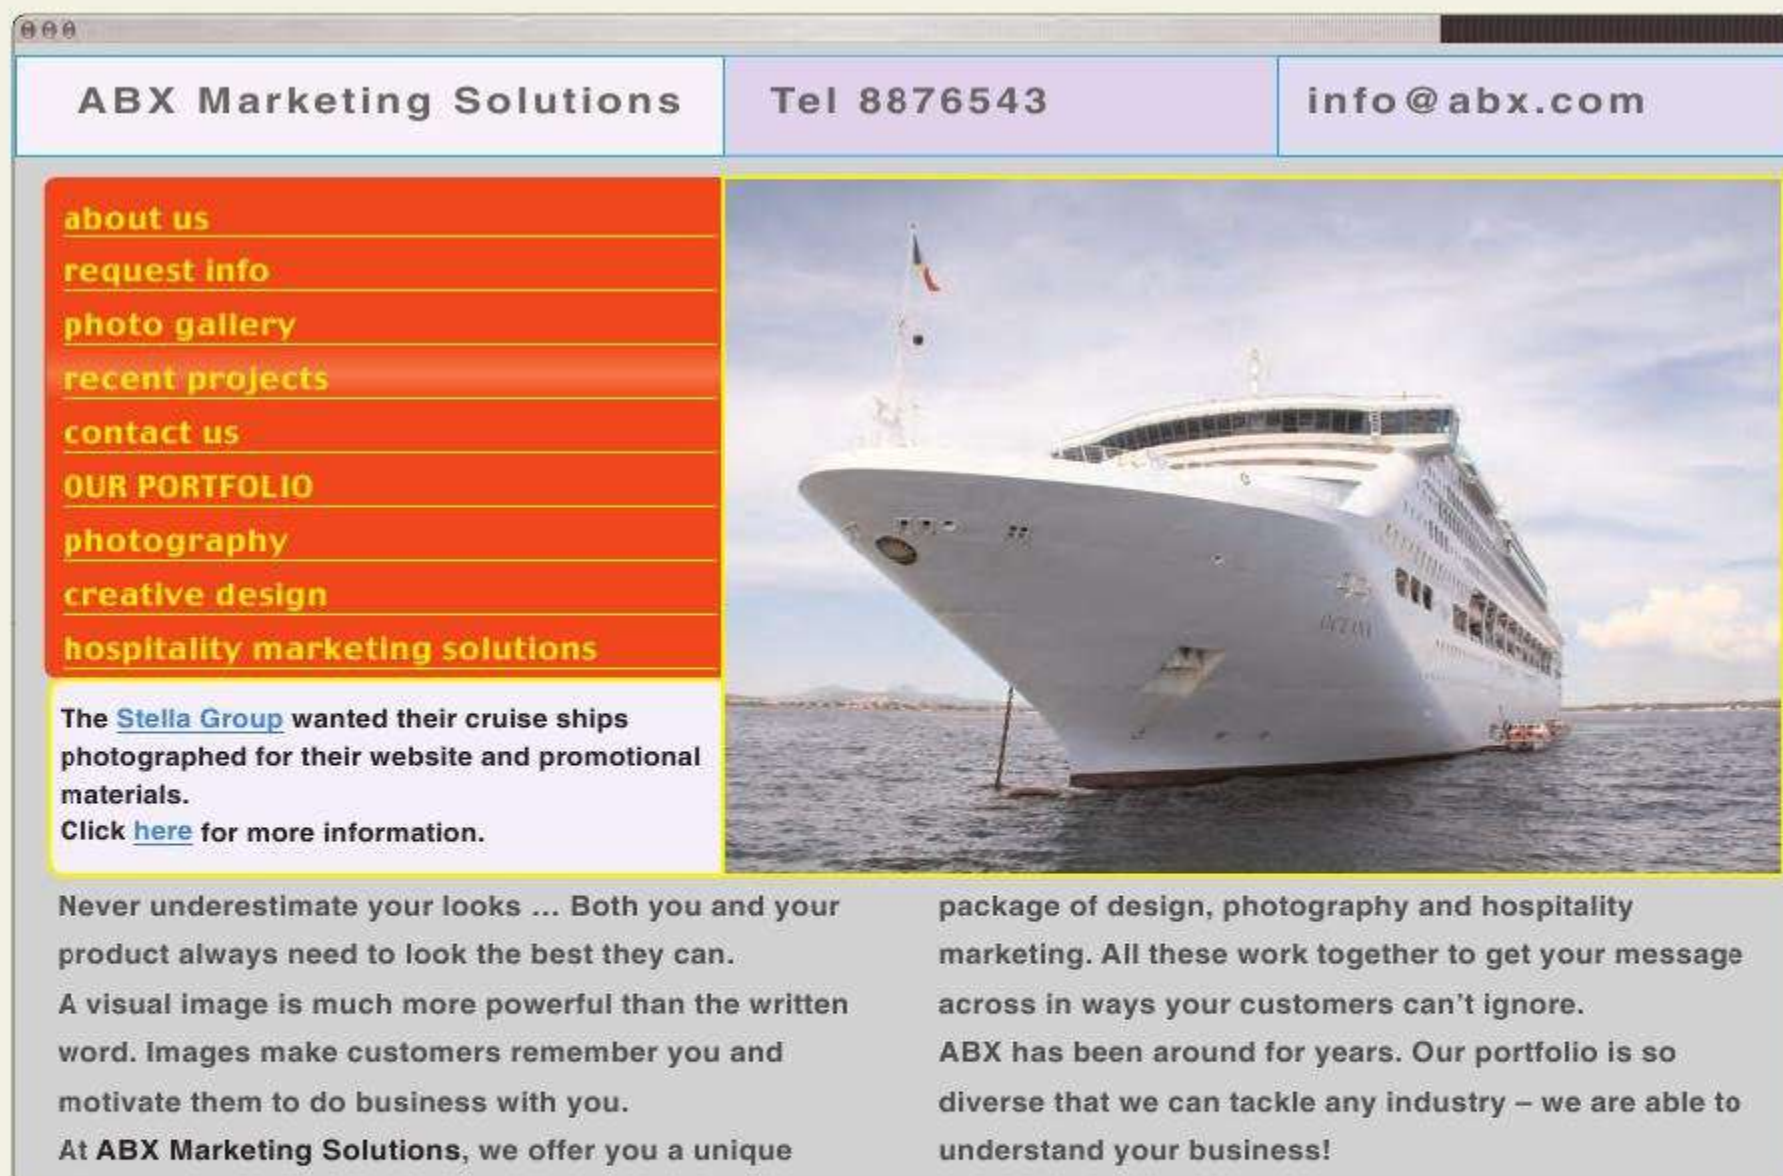 ABX Marketing Solutions
Tel 8876543
info@abx.com
about us
request info
photo gallery
recent projects
contact us
OUR PORTFOLIO
photography
creative design
hospitality marketing solutions
The Stella Group wanted their cruise ships
photographed for their website and promotional
materials.
Click here for more information.
OCEANA
Never underestimate your looks ... Both you and your
product always need to look the best they can.
A visual image is much more powerful than the written
word. Images make customers remember you and
motivate them to do business with you.
At ABX Marketing Solutions, we offer you a unique
package of design, photography and hospitality
marketing. All these work together to get your message
across in ways your customers can't ignore.
ABX has been around for years. Our portfolio is so
diverse that we can tackle any industry – we are able to
understand your business!